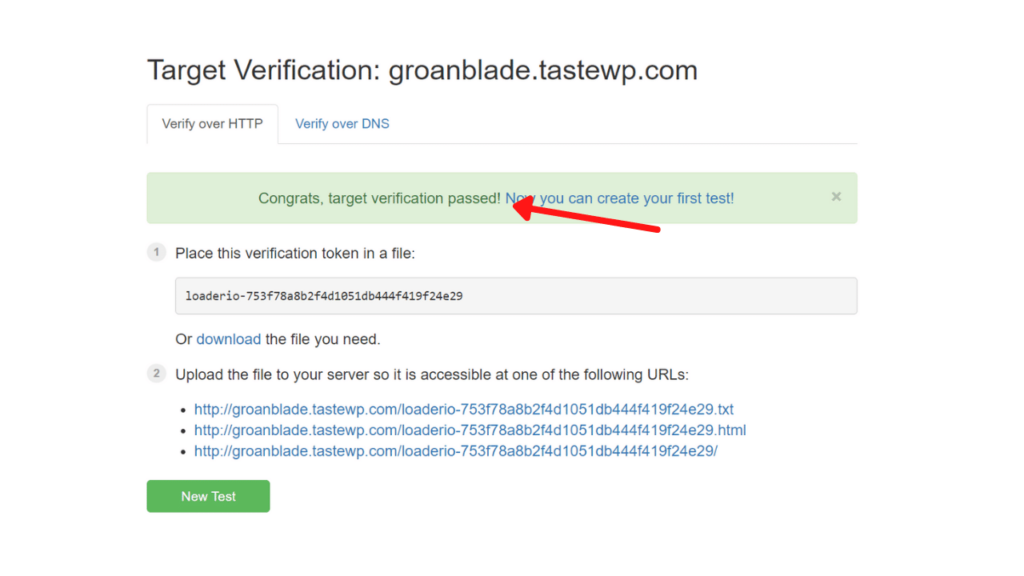 Target Verification: groanblade.tastewp.com
Verify over HTTP Verify over DNS
Congrats, target verification passed! Now you can create your first test! ×
1 Place this verification token in a file:
loaderio-753f78a8b2f4d1051db444f419f24e29
Or download the file you need.
2 Upload the file to your server so it is accessible at one of the following URLs:
• http://groanblade.tastewp.com/loaderio-753f78a8b2f4d1051db444f419f24e29.txt
• http://groanblade.tastewp.com/loaderio-753f78a8b2f4d1051db444f419f24e29.html
• http://groanblade.tastewp.com/loaderio-753f78a8b2f4d1051db444f419f24e29/
New Test